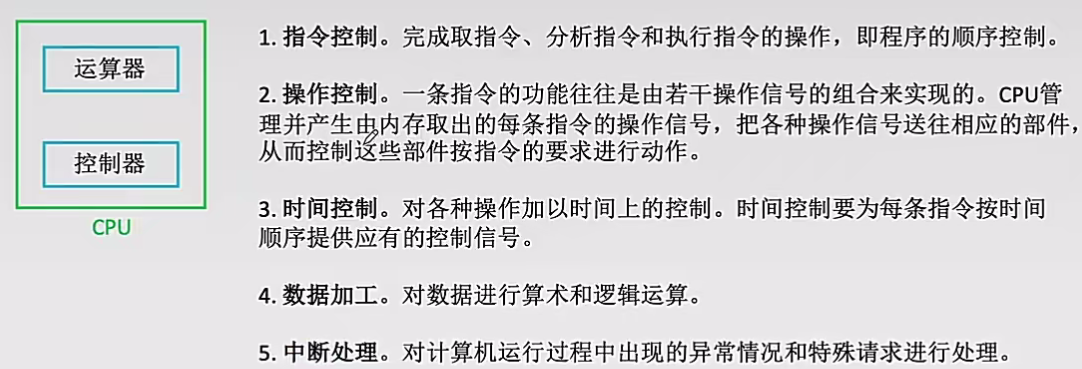 运算器
控制器
CPU
1. 指令控制。完成取指令、分析指令和执行指令的操作，即程序的顺序控制。
2. 操作控制。一条指令的功能往往是由若干操作信号的组合来实现的。CPU管
理并产生由内存取出的每条指令的操作信号，把各种操作信号送往相应的部件，
从而控制这些部件按指令的要求进行动作。
3. 时间控制。对各种操作加以时间上的控制。时间控制要为每条指令按时间
顺序提供应有的控制信号。
4. 数据加工。对数据进行算术和逻辑运算。
5. 中断处理。对计算机运行过程中出现的异常情况和特殊请求进行处理。